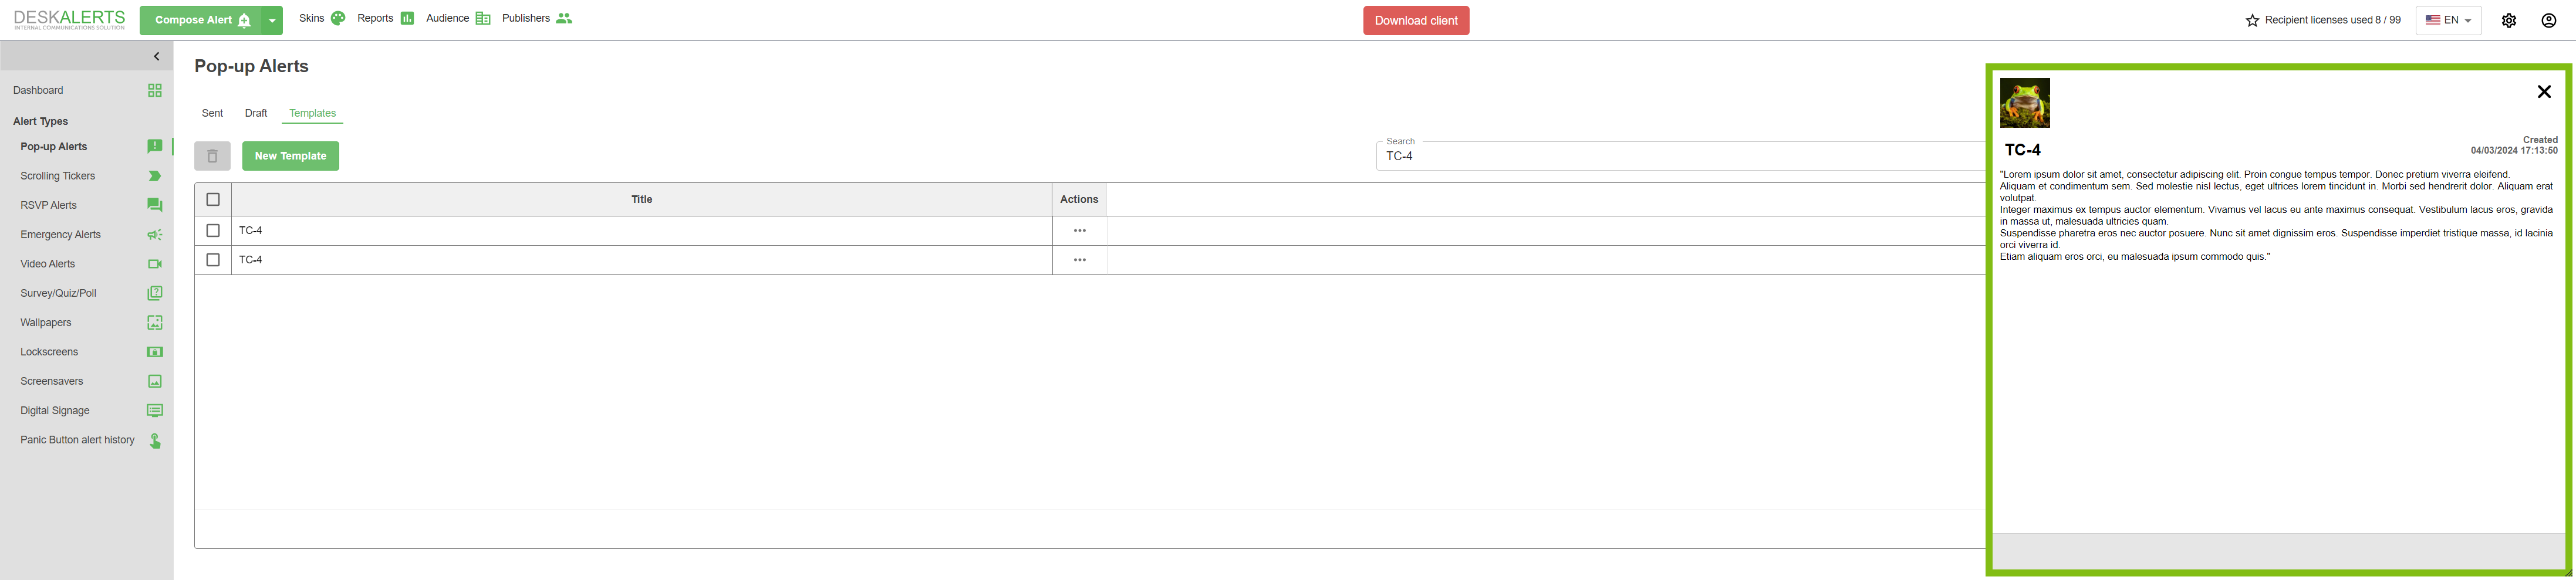 DESKALERTS
INTERNAL COMMUNICATIONS SOLUTION
Compose Alert
Skins
Reports
Audience
Publishers
Download client
Recipient licenses used 8 / 99
EN
Dashboard
Alert Types
Pop-up Alerts
Scrolling Tickers
RSVP Alerts
Emergency Alerts
Video Alerts
Survey/Quiz/Poll
Wallpapers
Lockscreens
Screensavers
Digital Signage
Panic Button alert history
Pop-up Alerts
Sent
Draft
Templates
New Template
Search
TC-4
Title
Actions
TC-4
TC-4
TC-4
Created
04/03/2024 17:13:50
"Lorem ipsum dolor sit amet, consectetur adipiscing elit. Proin congue tempus tempor. Donec pretium viverra eleifend.
Aliquam et condimentum sem. Sed molestie nisl lectus, eget ultrices lorem tincidunt in. Morbi sed hendrerit dolor. Aliquam erat
volutpat.
Integer maximus ex tempus auctor elementum. Vivamus vel lacus eu ante maximus consequat. Vestibulum lacus eros, gravida
in massa ut, malesuada ultricies quam.
Suspendisse pharetra eros nec auctor posuere. Nunc sit amet dignissim eros. Suspendisse imperdiet tristique massa, id lacinia
orci viverra id.
Etiam aliquam eros orci, eu malesuada ipsum commodo quis."